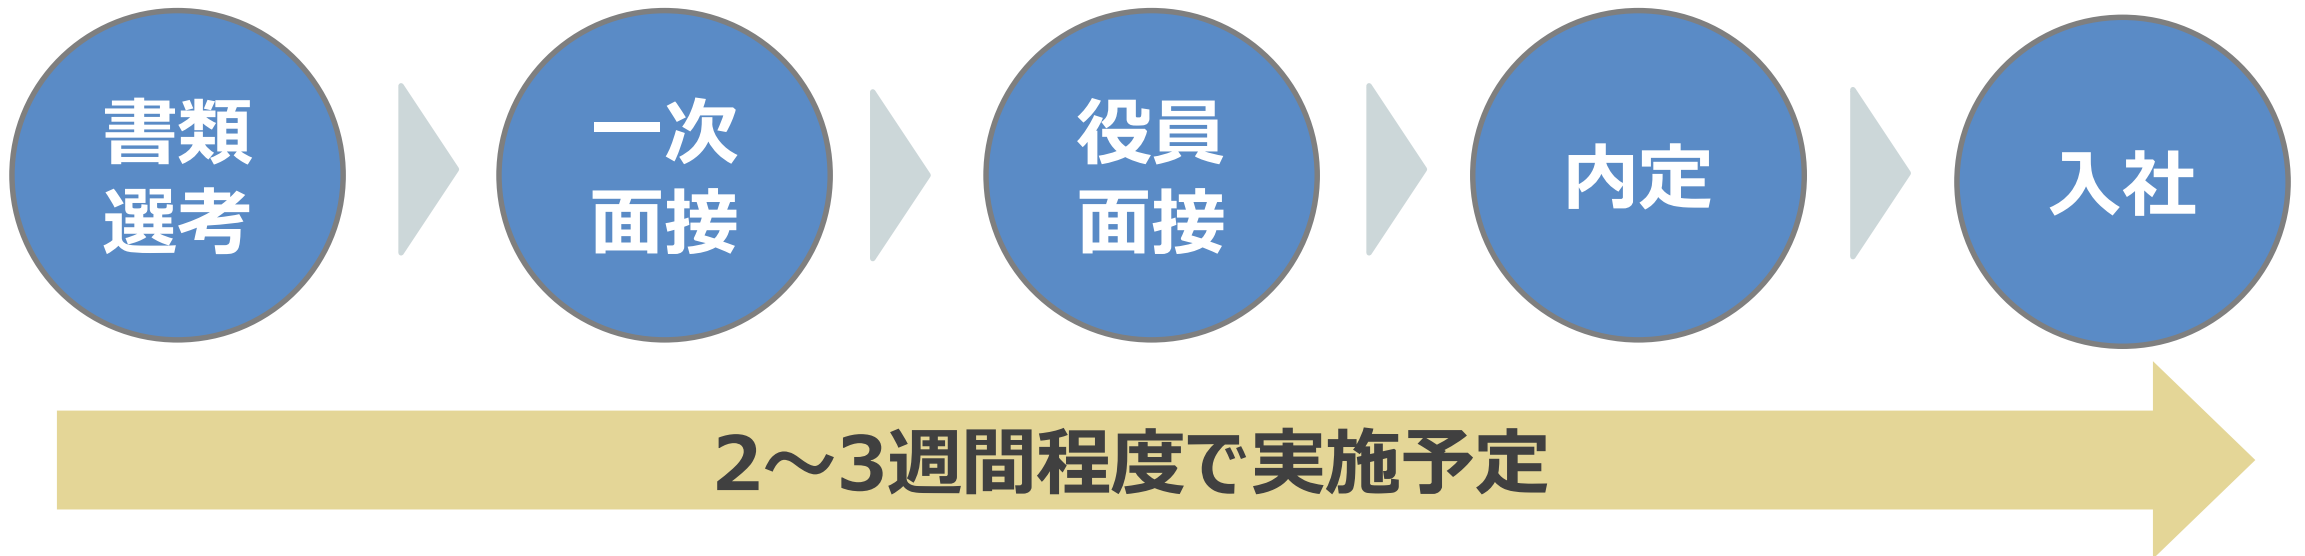 書類
選考
一次
面接
役員
面接
内定
入社
2～3週間程度で実施予定